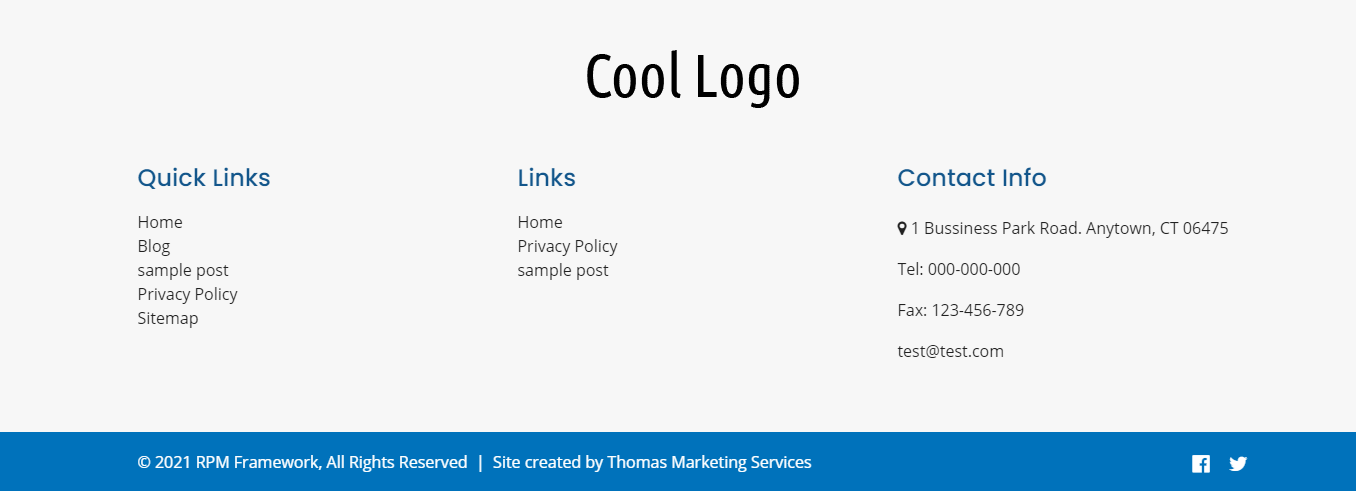 Cool Logo
Quick Links
Home
Blog
sample post
Privacy Policy
Sitemap
Links
Home
Privacy Policy
sample post
Contact Info
1 Bussiness Park Road. Anytown, CT 06475
Tel: 000-000-000
Fax: 123-456-789
test@test.com
© 2021 RPM Framework, All Rights Reserved | Site created by Thomas Marketing Services